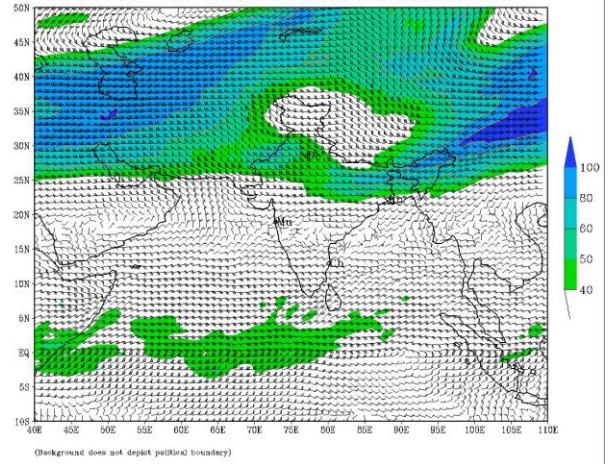 50N
45N
40N
35N
30N
25N
20N
15N
10N
5N
EQ
5S
10S
40E 45E 50E 55E 60E 65E 70E 75E 80E 85E 90E 95E 100E 105E 110E
100
80
60
50
40
Mu
Ch
(Background does not depict political boundary)